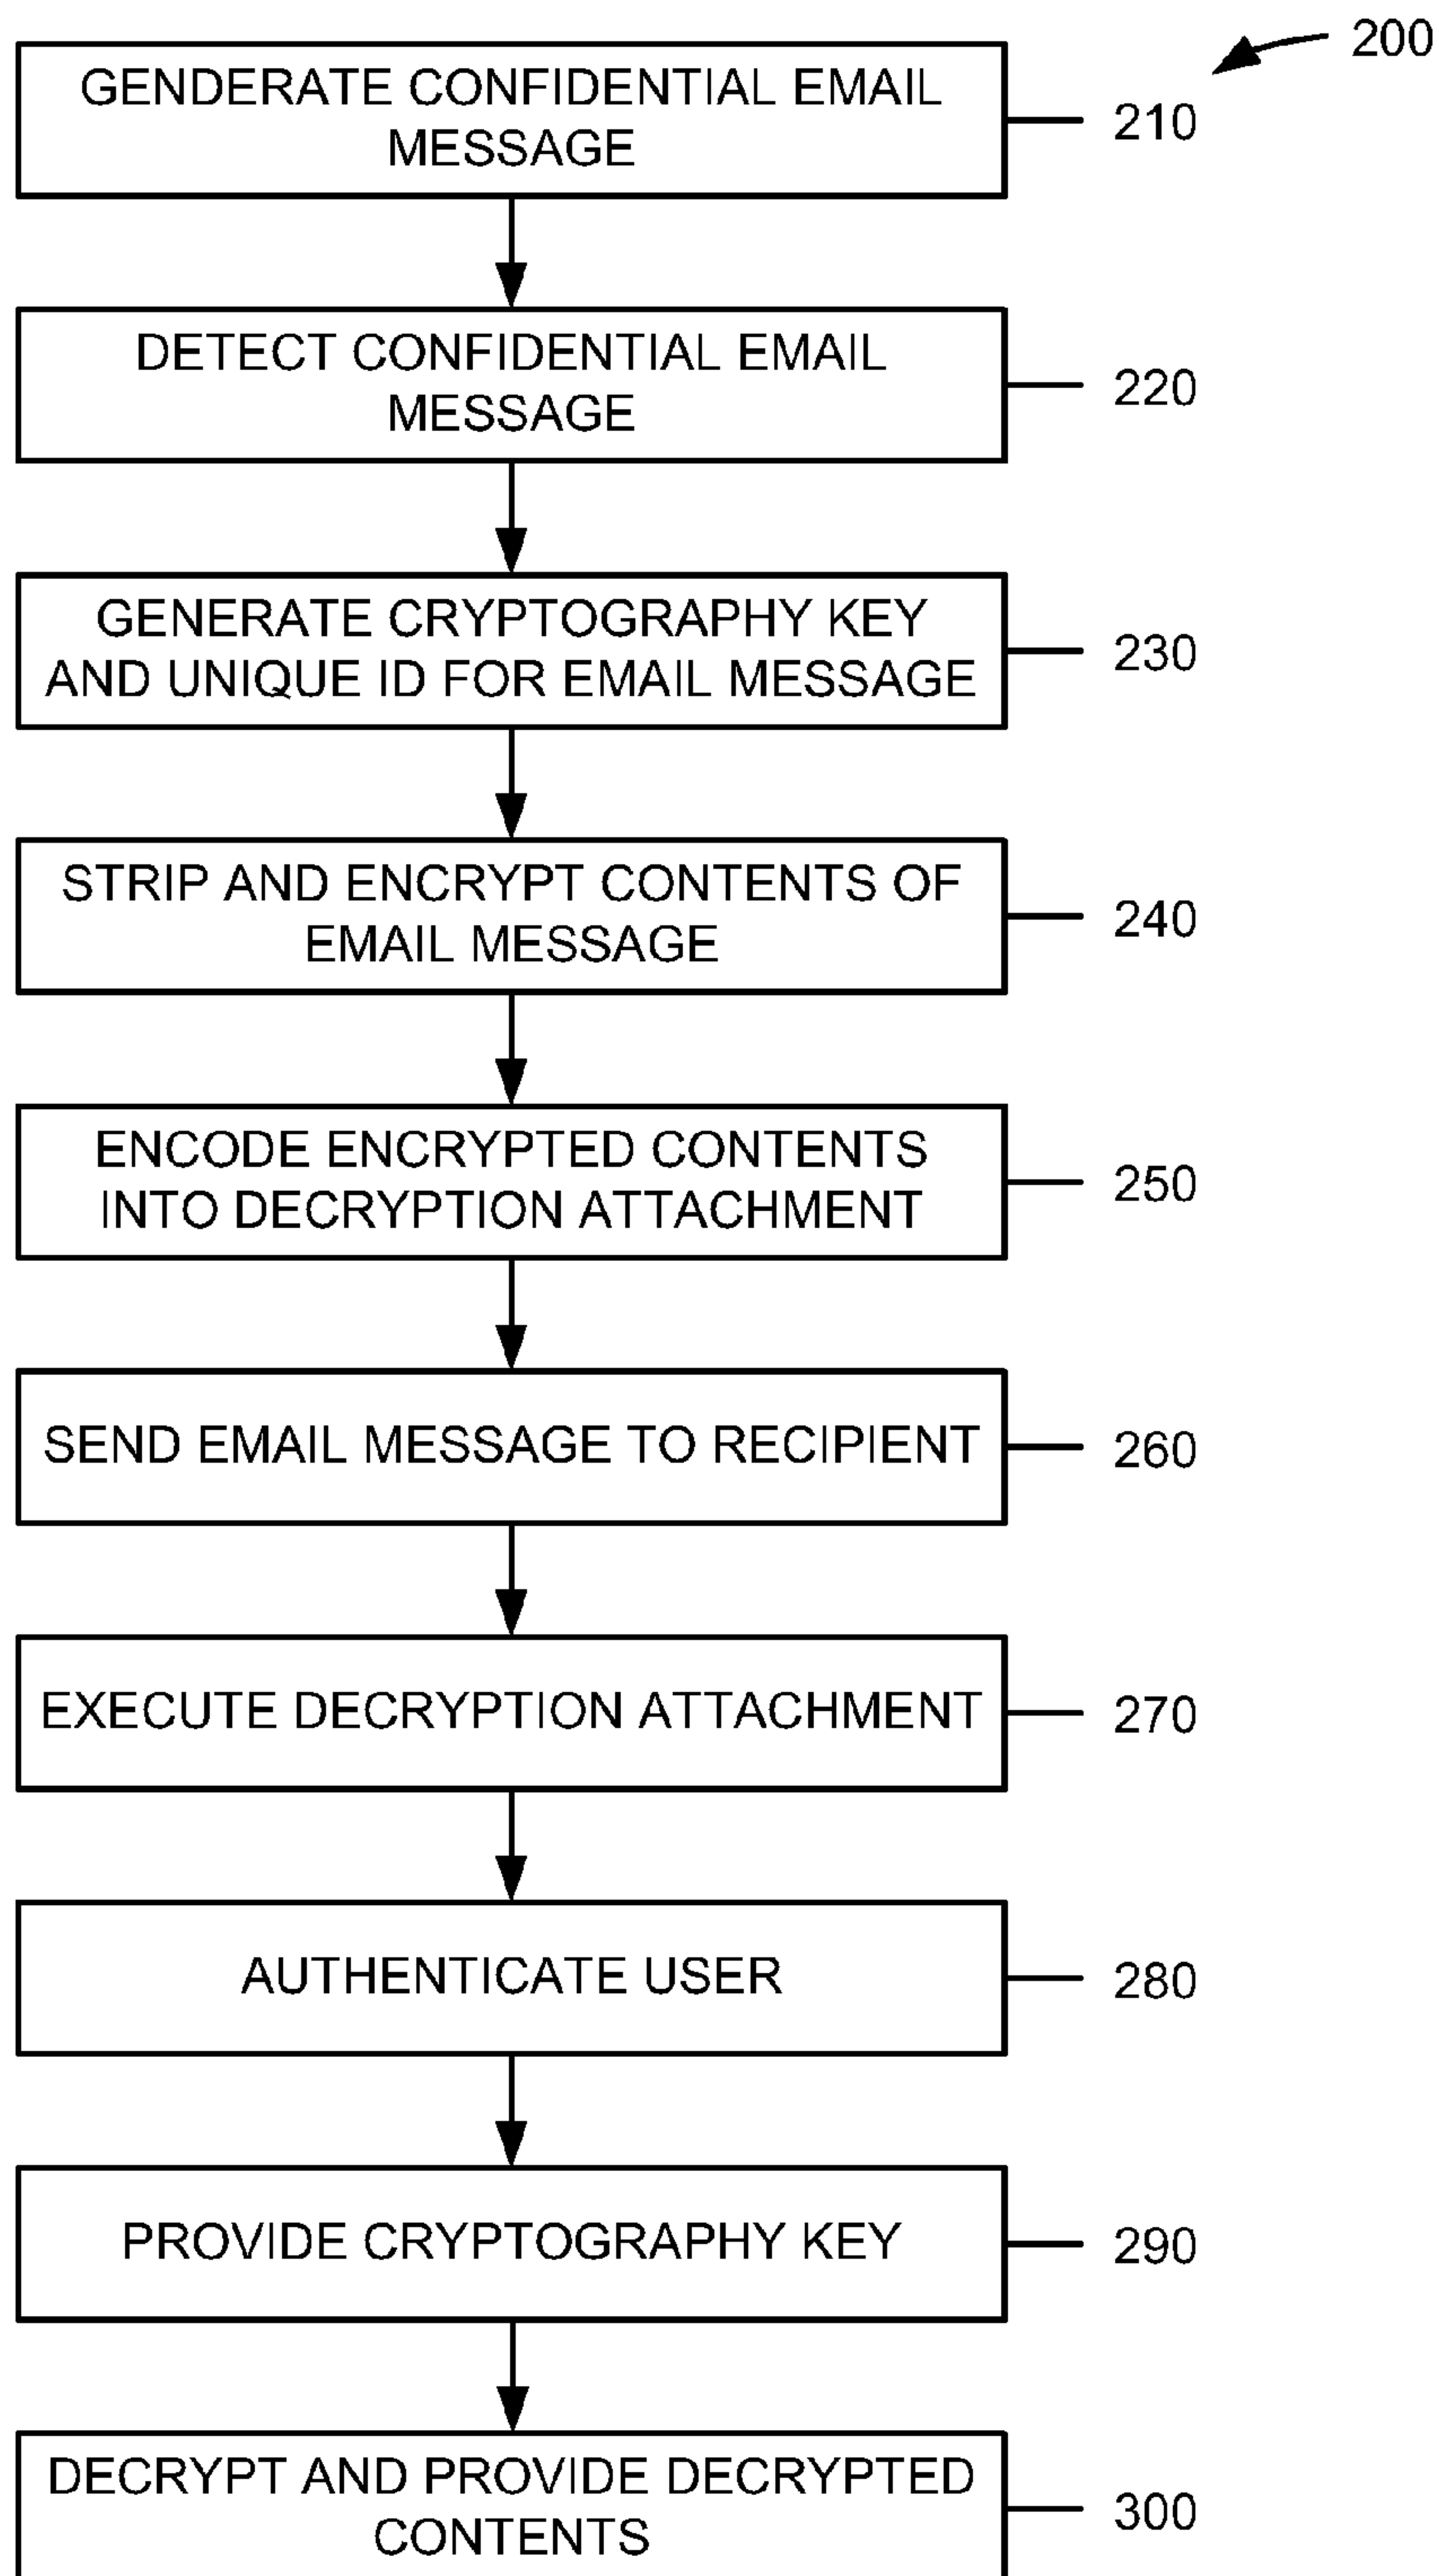 200
GENDERATE CONFIDENTIAL EMAIL
MESSAGE
210
DETECT CONFIDENTIAL EMAIL
MESSAGE
220
GENERATE CRYPTOGRAPHY KEY
AND UNIQUE ID FOR EMAIL MESSAGE
230
STRIP AND ENCRYPT CONTENTS OF
EMAIL MESSAGE
240
ENCODE ENCRYPTED CONTENTS
INTO DECRYPTION ATTACHMENT
250
SEND EMAIL MESSAGE TO RECIPIENT
260
EXECUTE DECRYPTION ATTACHMENT
270
AUTHENTICATE USER
280
PROVIDE CRYPTOGRAPHY KEY
290
DECRYPT AND PROVIDE DECRYPTED
CONTENTS
300